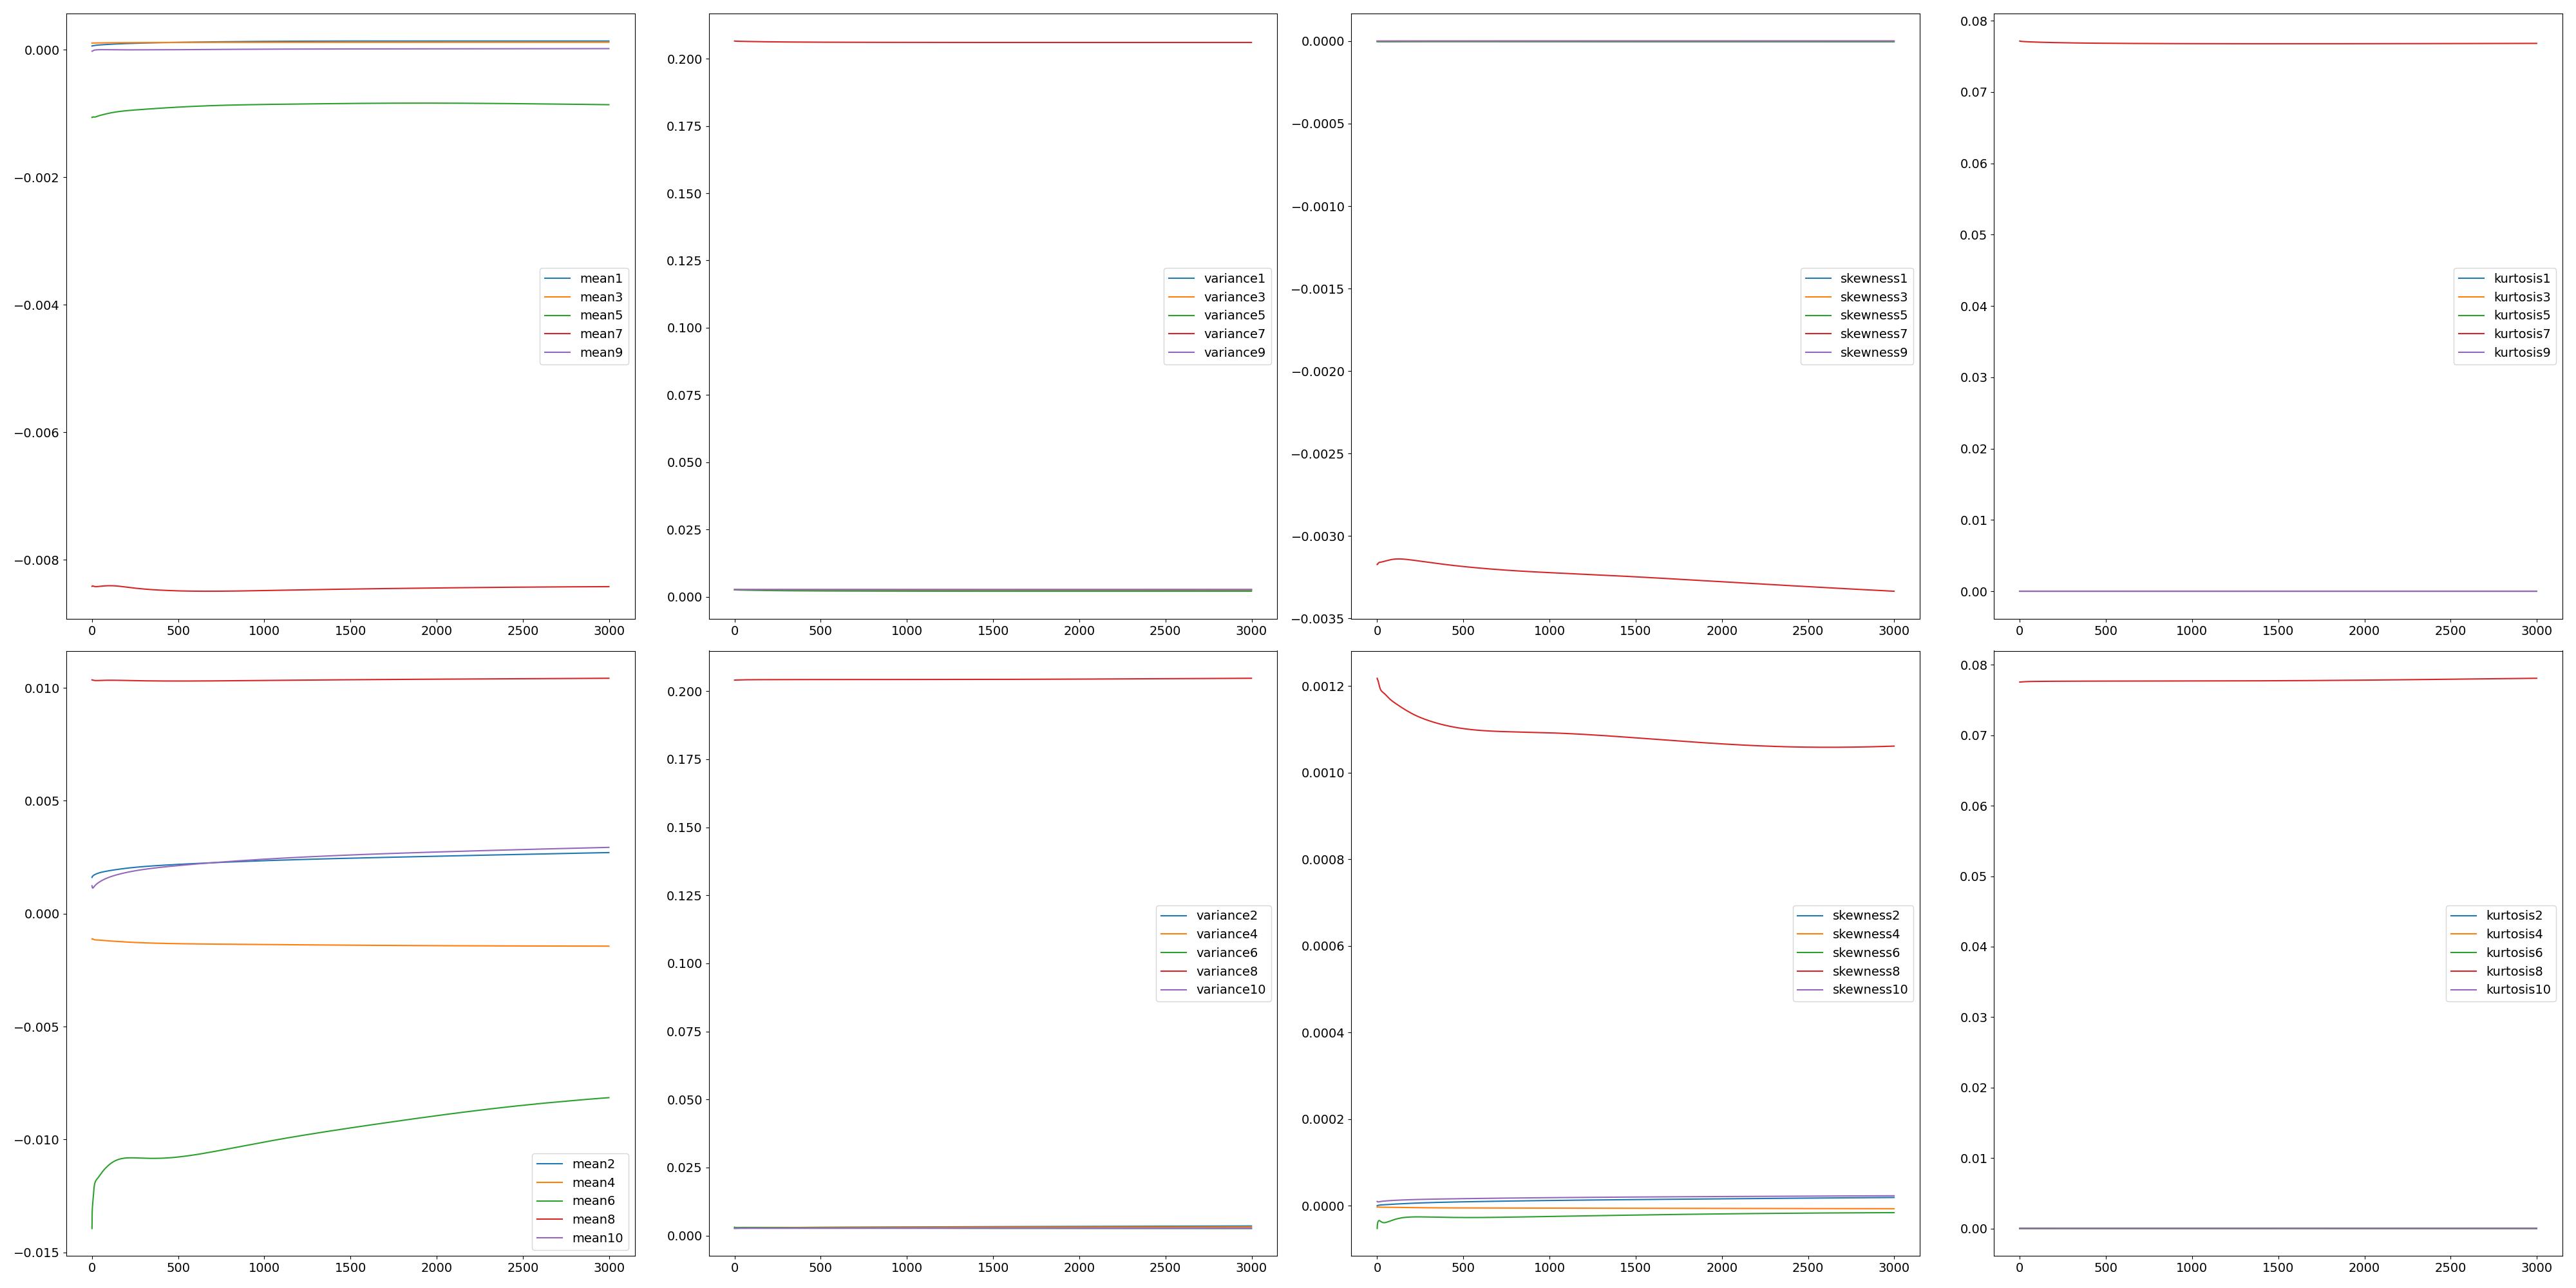 0.000
−0.002
−0.004
−0.006
−0.008
0 500 1000 1500 2000 2500 3000
mean1
mean3
mean5
mean7
mean9
0.200
0.175
0.150
0.125
0.100
0.075
0.050
0.025
0.000
0 500 1000 1500 2000 2500 3000
variance1
variance3
variance5
variance7
variance9
0.0000
−0.0005
−0.0010
−0.0015
−0.0020
−0.0025
−0.0030
−0.0035
0 500 1000 1500 2000 2500 3000
skewness1
skewness3
skewness5
skewness7
skewness9
0.08
0.07
0.06
0.05
0.04
0.03
0.02
0.01
0.00
0 500 1000 1500 2000 2500 3000
kurtosis1
kurtosis3
kurtosis5
kurtosis7
kurtosis9
0.010
0.005
0.000
−0.005
−0.010
−0.015
0 500 1000 1500 2000 2500 3000
mean2
mean4
mean6
mean8
mean10
0.200
0.175
0.150
0.125
0.100
0.075
0.050
0.025
0.000
0 500 1000 1500 2000 2500 3000
variance2
variance4
variance6
variance8
variance10
0.0012
0.0010
0.0008
0.0006
0.0004
0.0002
0.0000
0 500 1000 1500 2000 2500 3000
skewness2
skewness4
skewness6
skewness8
skewness10
0.08
0.07
0.06
0.05
0.04
0.03
0.02
0.01
0.00
0 500 1000 1500 2000 2500 3000
kurtosis2
kurtosis4
kurtosis6
kurtosis8
kurtosis10